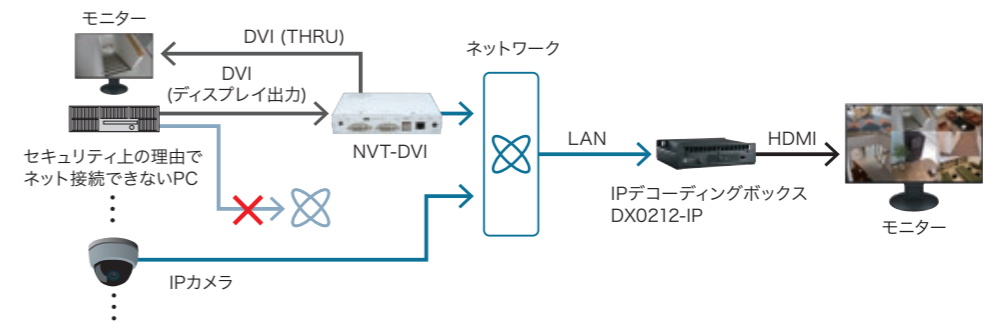 モニター
DVI (THRU)
DVI
(ディスプレイ出力)
NVT-DVI
セキュリティ上の理由で
ネット接続できないPC
IPカメラ
ネットワーク
LAN
IPデコーディングボックス
DX0212-IP
HDMI
モニター